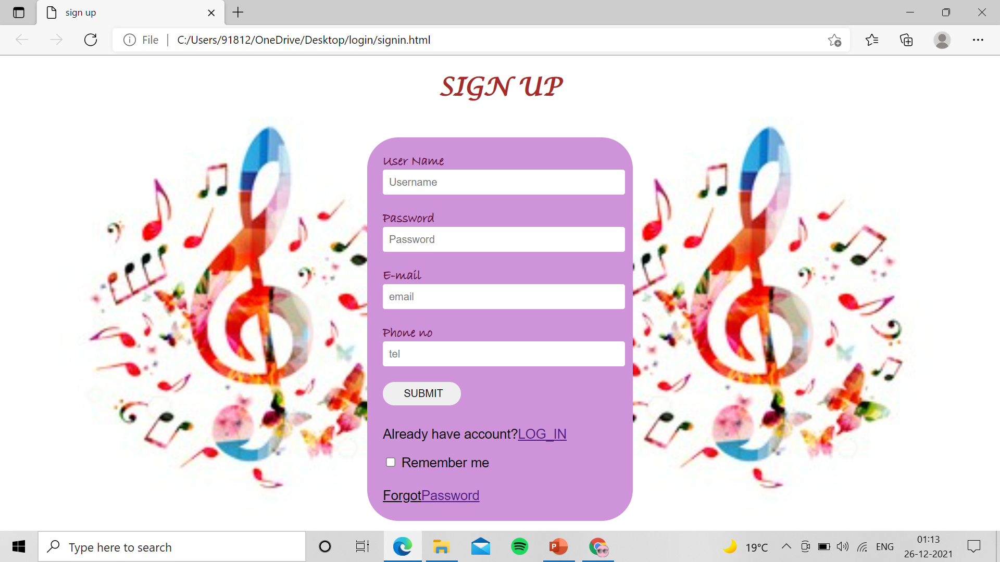 sign up
File
C:/Users/91812/OneDrive/Desktop/login/signin.html
SIGN UP
User Name
Username
Password
Password
E-mail
email
Phone no
tel
SUBMIT
Already have account?LOG_IN
Remember me
ForgotPassword
Type here to search
P
19°C
ENG
01:13
26-12-2021